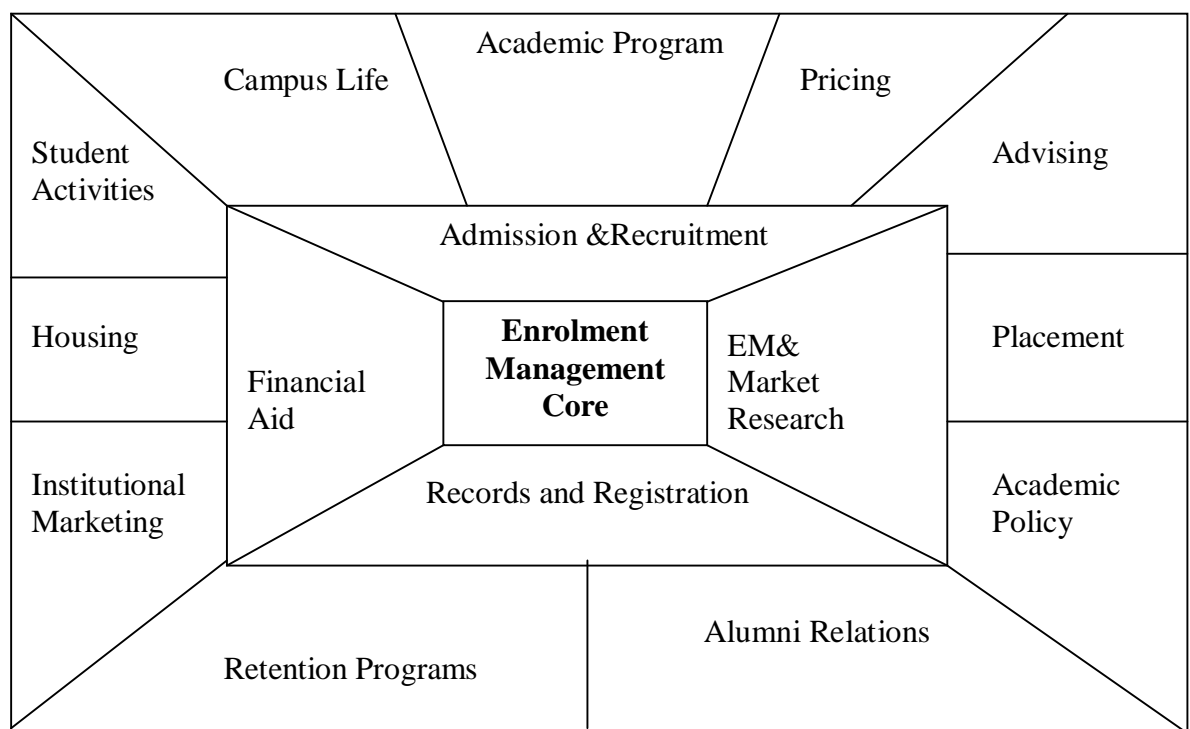 Academic Program
Campus Life
Pricing
Student
Activities
Advising
Admission &Recruitment
Housing
Enrolment
Management
Core
EM&
Market
Research
Placement
Financial
Aid
Institutional
Marketing
Records and Registration
Academic
Policy
Retention Programs
Alumni Relations